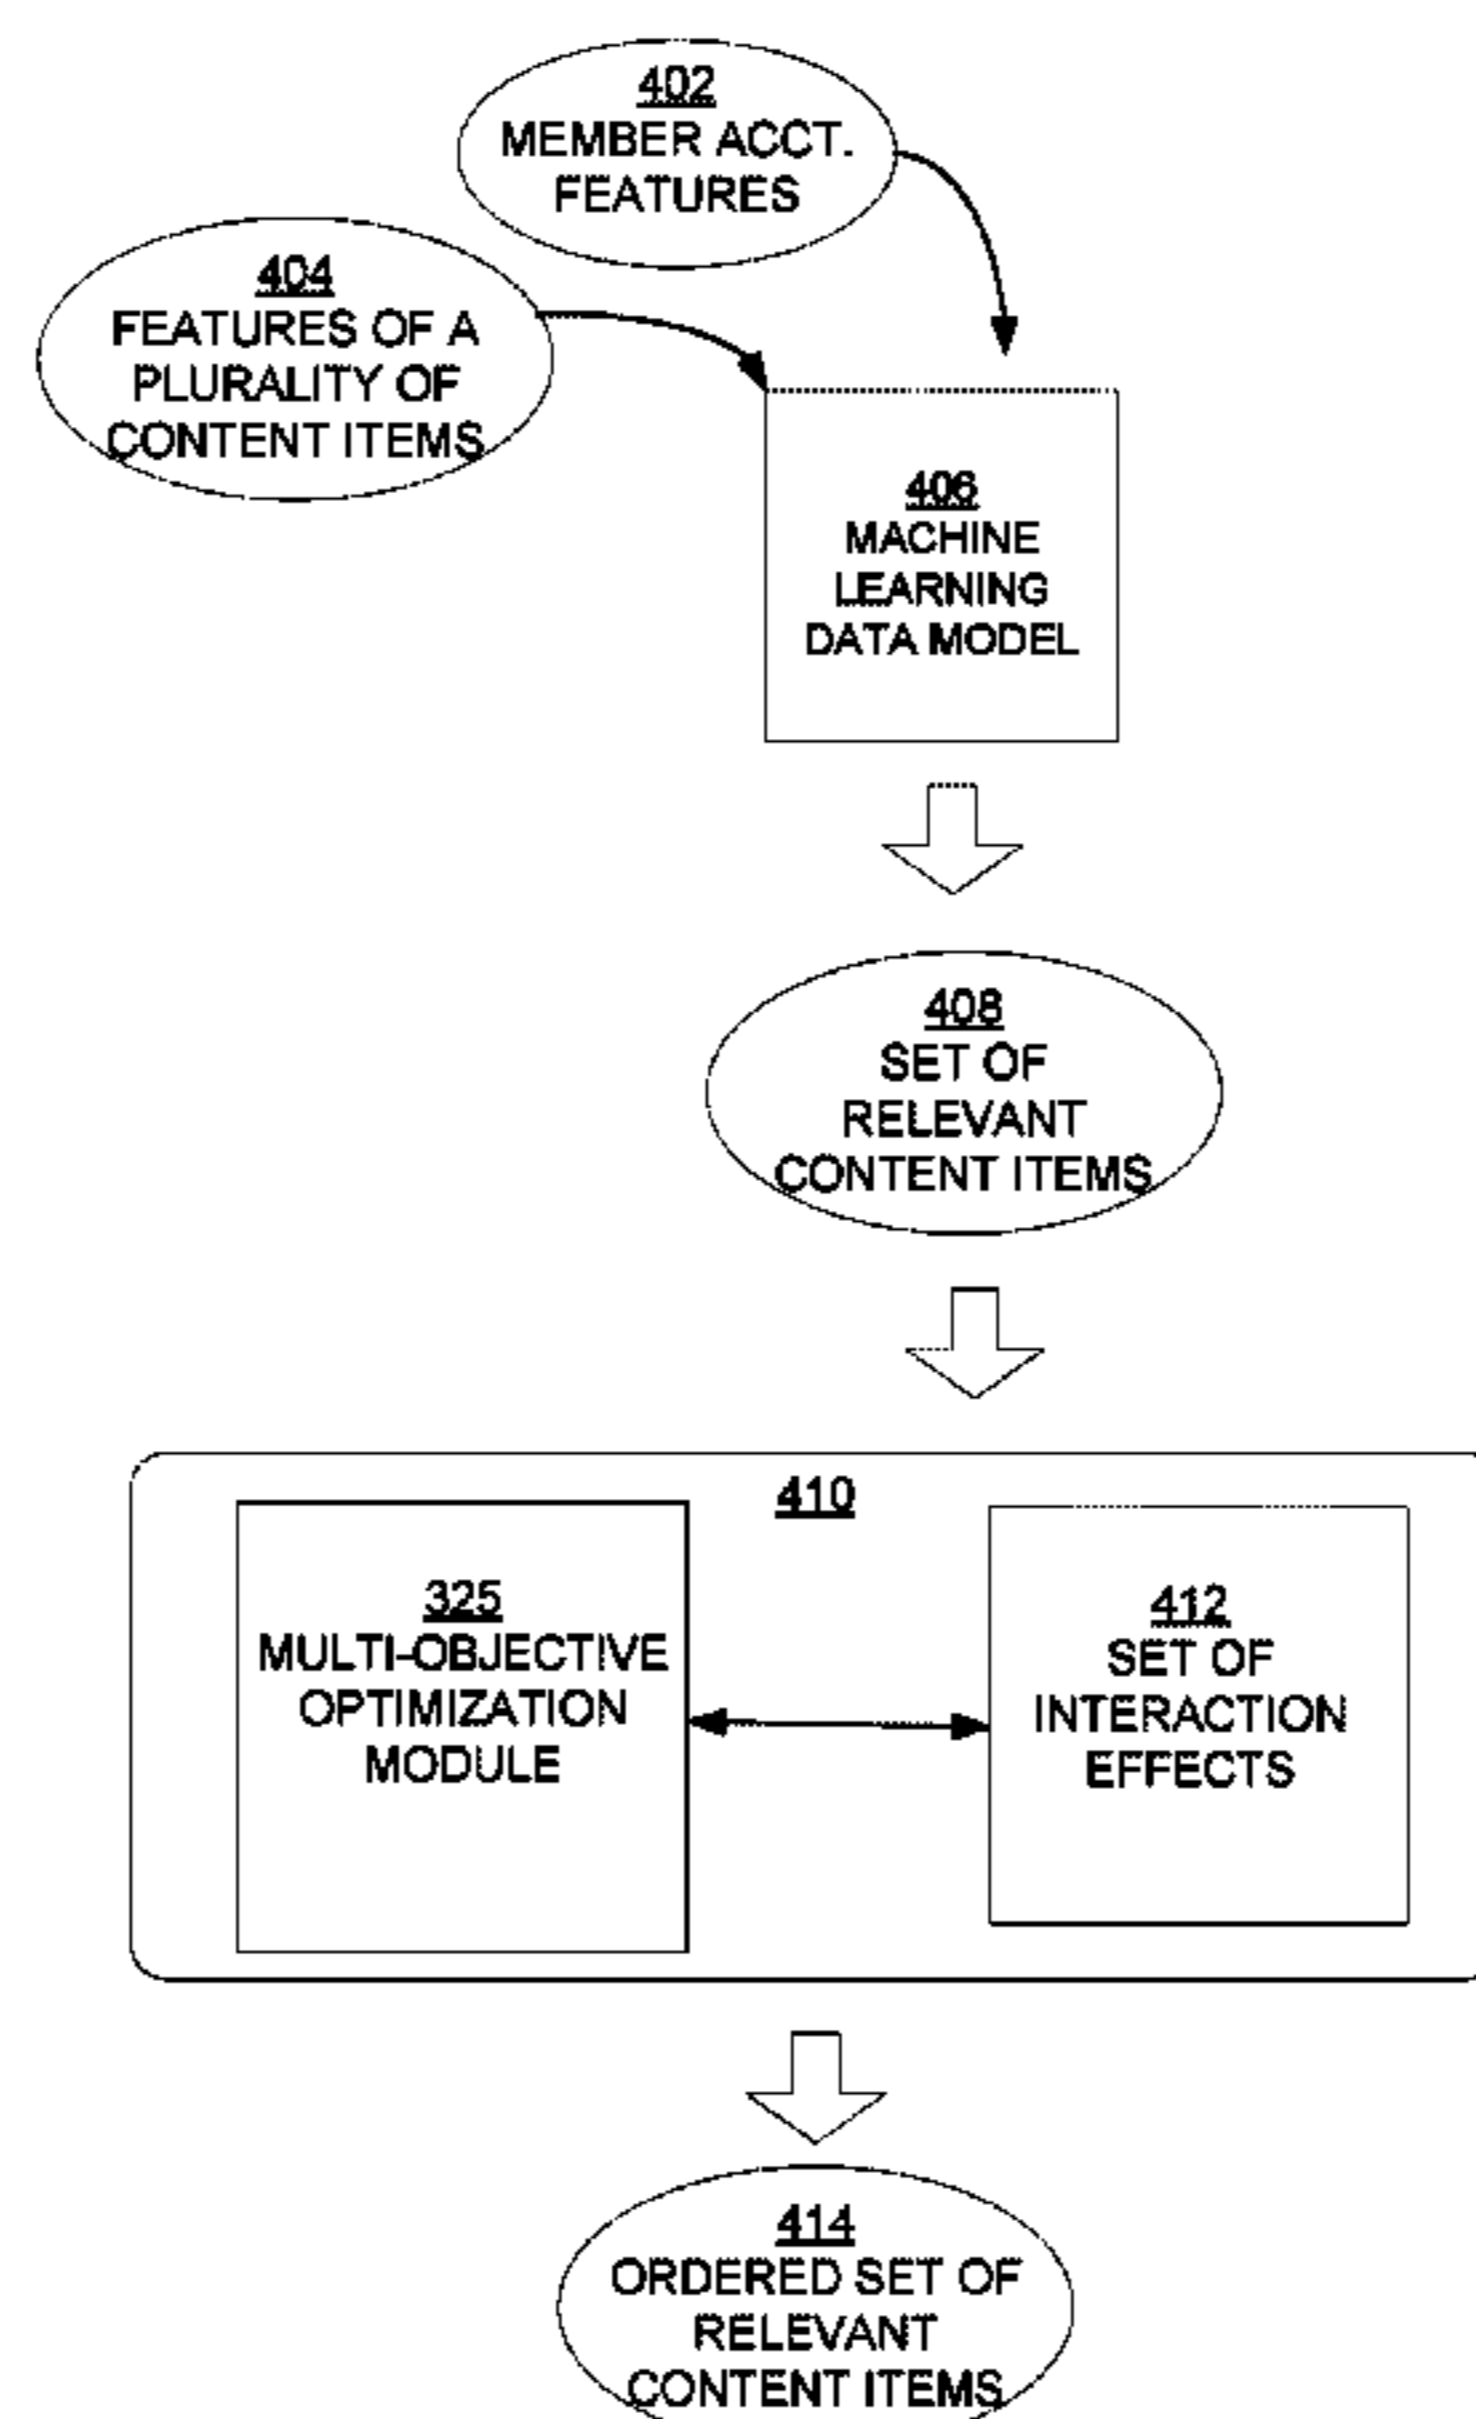 402
MEMBER ACCT.
FEATURES
404
FEATURES OF A
PLURALITY OF
CONTENT ITEMS
406
MACHINE
LEARNING
DATA MODEL
408
SET OF
RELEVANT
CONTENT ITEMS
410
325
MULTI-OBJECTIVE
OPTIMIZATION
MODULE
412
SET OF
INTERACTION
EFFECTS
414
ORDERED SET OF
RELEVANT
CONTENT ITEMS